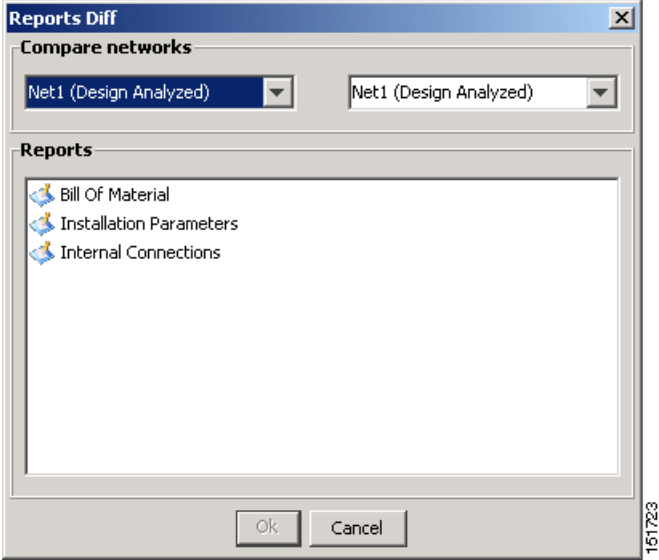 Reports Diff
Compare networks
Net1 (Design Analyzed) Net1 (Design Analyzed)
Reports
Bill Of Material
Installation Parameters
Internal Connections
Ok Cancel
151723